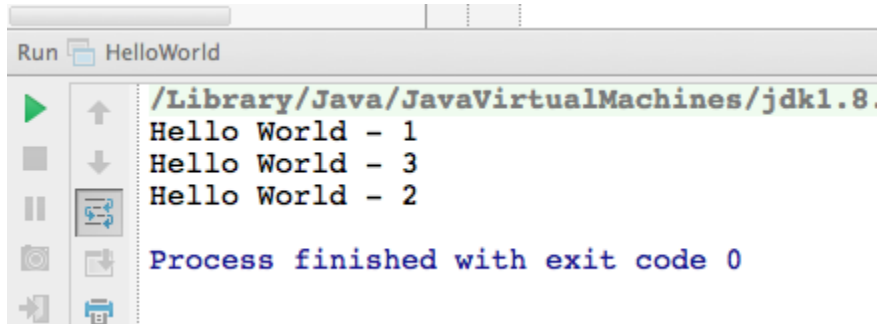 Run HelloWorld
/Library/Java/JavaVirtualMachines/jdk1.8.
Hello World - 1
Hello World - 3
Hello World - 2
Process finished with exit code 0